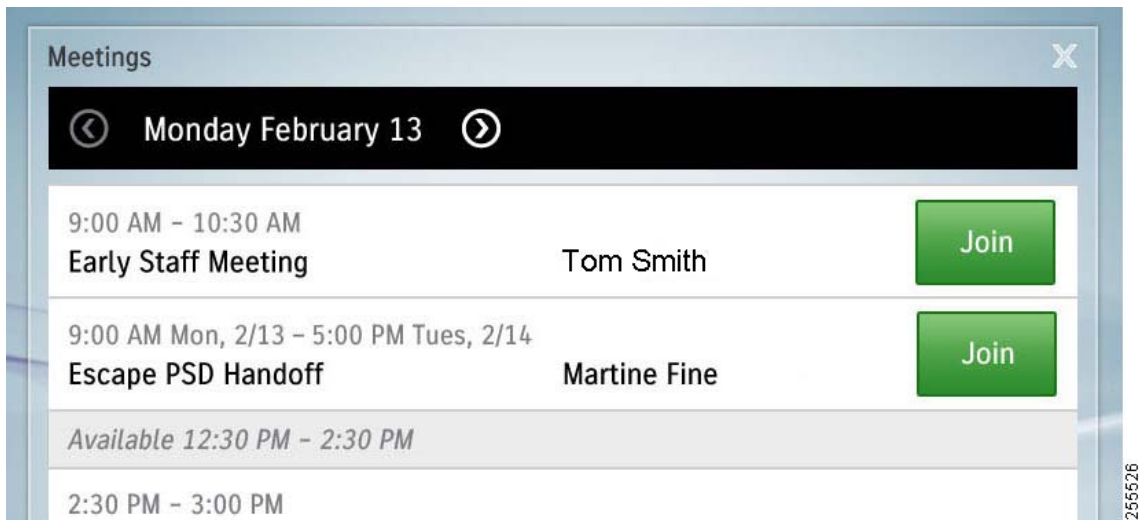 Meetings
X
Monday February 13
9:00 AM – 10:30 AM
Early Staff Meeting Tom Smith
Join
9:00 AM Mon, 2/13 – 5:00 PM Tues, 2/14
Escape PSD Handoff Martine Fine
Join
Available 12:30 PM – 2:30 PM
2:30 PM – 3:00 PM
255526